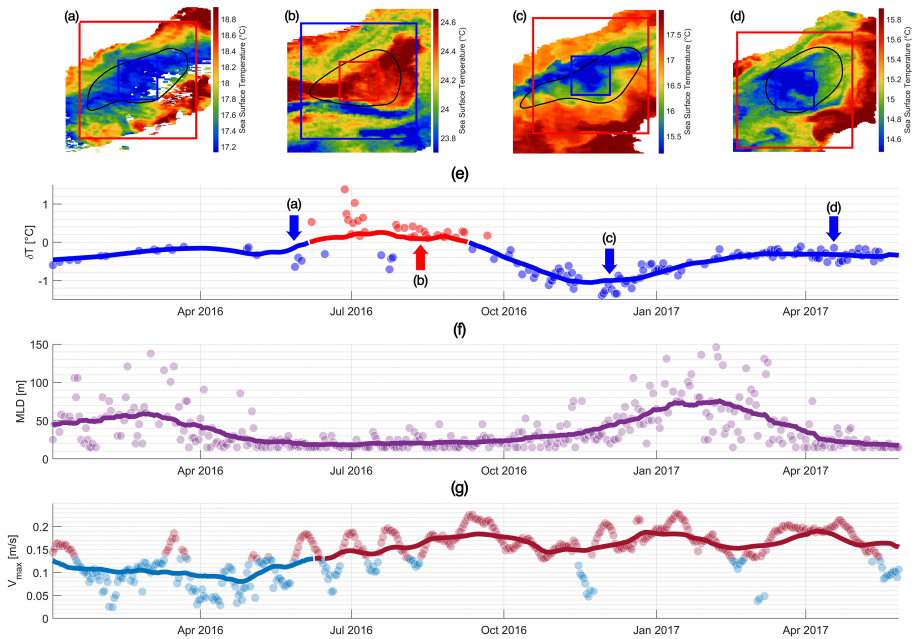 (a)
18.8
18.6
18.4
18.2
18
17.8
17.6
17.4
17.2
Sea Surface Temperature (°C)
(b)
24.6
24.4
24.2
24
23.8
Sea Surface Temperature (°C)
(c)
17.5
17
16.5
16
15.5
Sea Surface Temperature (°C)
(d)
15.8
15.6
15.4
15.2
15
14.8
14.6
Sea Surface Temperature (°C)
(e)
δT [°C]
1
0
-1
(a)
(b)
(c)
(d)
Apr 2016
Jul 2016
Oct 2016
Jan 2017
Apr 2017
(f)
MLD [m]
150
100
50
0
Apr 2016
Jul 2016
Oct 2016
Jan 2017
Apr 2017
(g)
Vmax [m/s]
0.2
0.15
0.1
0.05
0
Apr 2016
Jul 2016
Oct 2016
Jan 2017
Apr 2017